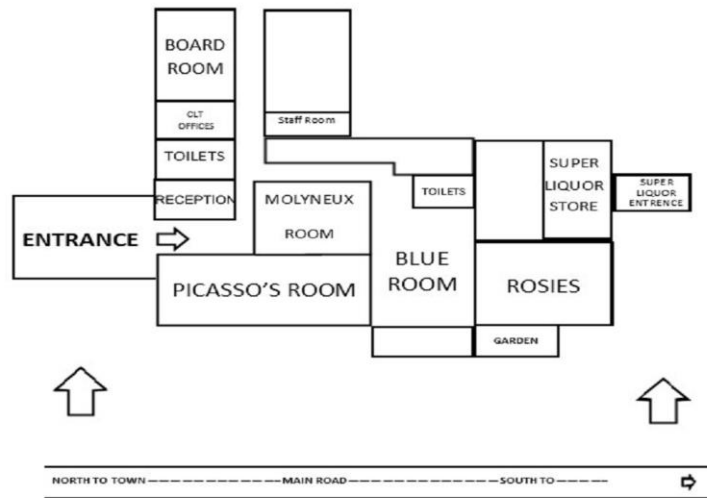 BOARD
ROOM
CLT
OFFICES
Staff Room
TOILETS
RECEPTION
ENTRANCE
MOLYNEUX
ROOM
PICASSO'S ROOM
TOILETS
BLUE
ROOM
SUPER
LIQUOR
STORE
SUPER
LIQUOR
ENTRENCE
ROSIES
GARDEN
NORTH TO TOWN MAIN ROAD SOUTH TO